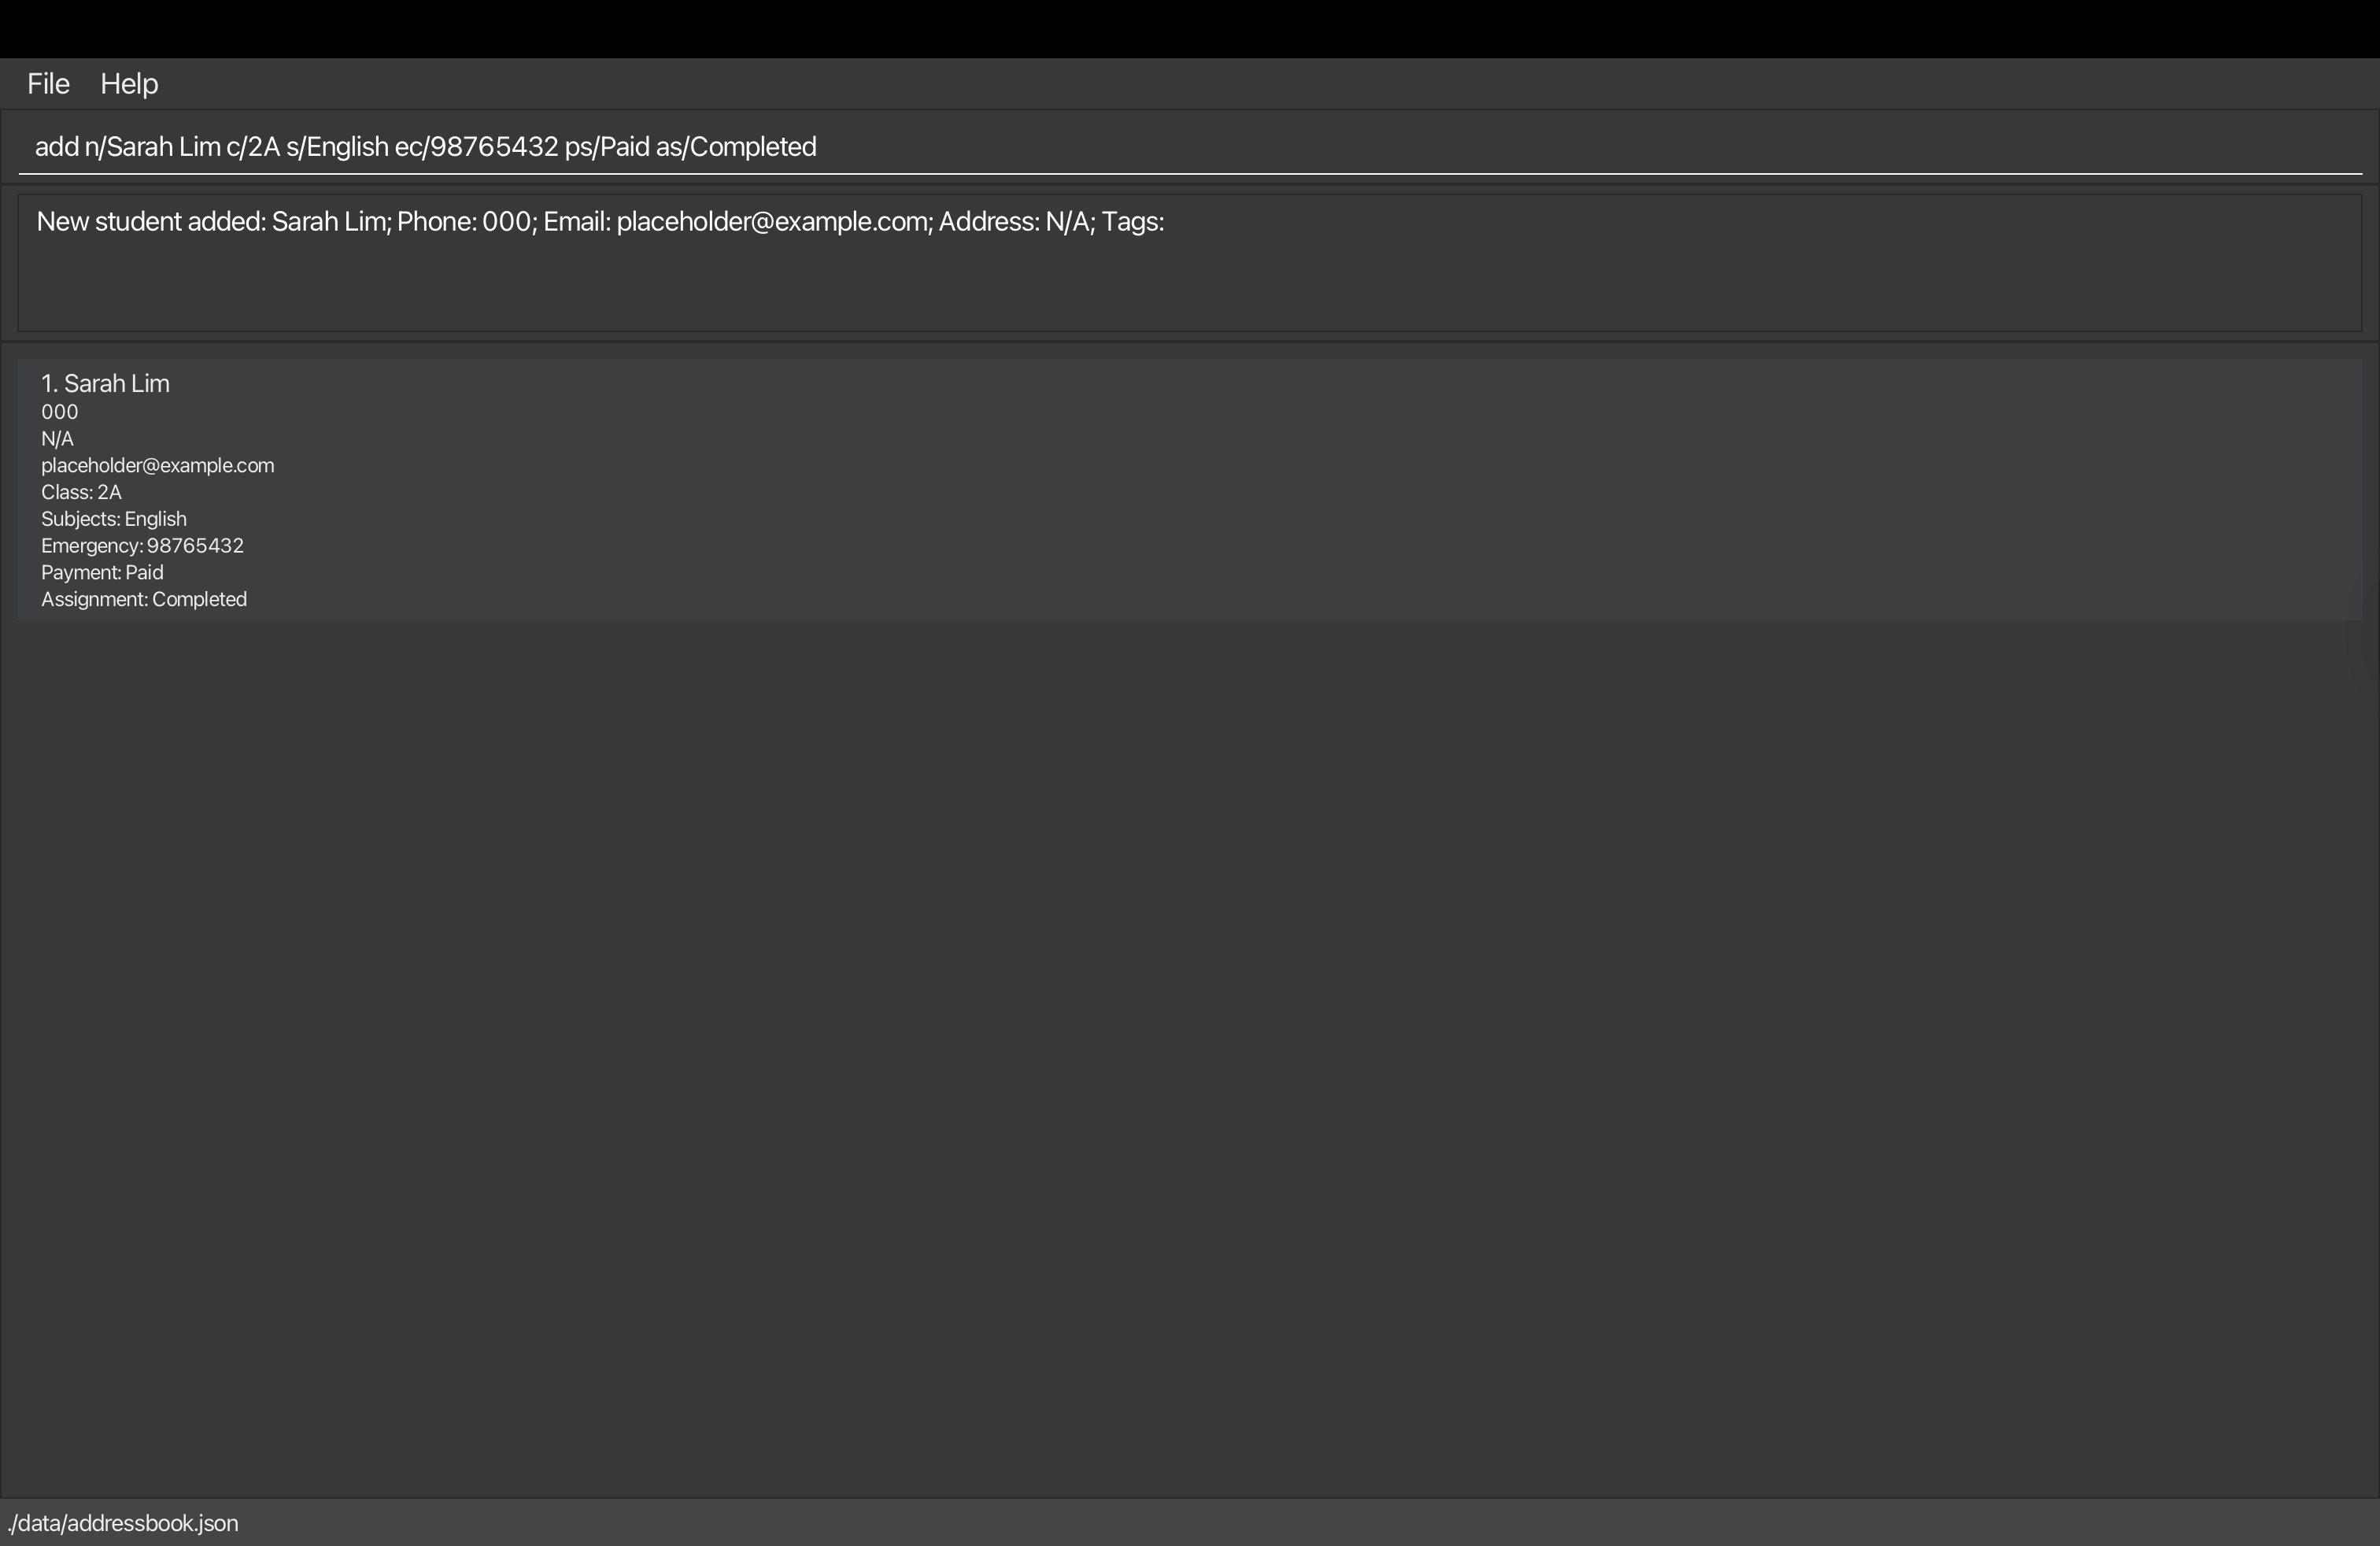 File Help
add n/Sarah Lim c/2A s/English ec/98765432 ps/Paid as/Completed
New student added: Sarah Lim; Phone: 000; Email: placeholder@example.com; Address: N/A; Tags:
1. Sarah Lim
000
N/A
placeholder@example.com
Class: 2A
Subjects: English
Emergency: 98765432
Payment: Paid
Assignment: Completed
./data/addressbook.json